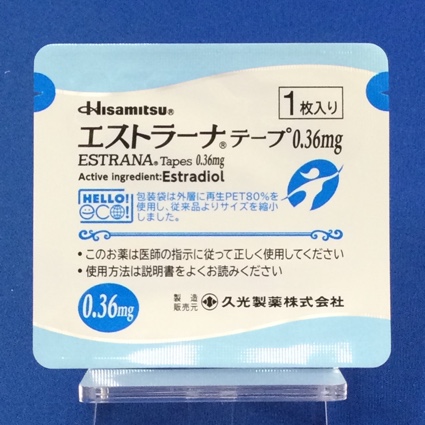 Hisamitsu®
1枚入り
エストラーナ®テープ0.36mg
ESTRANA® Tapes 0.36mg
Active ingredient:Estradiol
HELLO!
eco!
包装袋は外層に再生PET80%を
使用し、従来品よりサイズを縮小
しました。
・このお薬は医師の指示に従って正しく使用してください
・使用方法は説明書をよくお読みください
0.36mg
製造
販売元
久光製薬株式会社